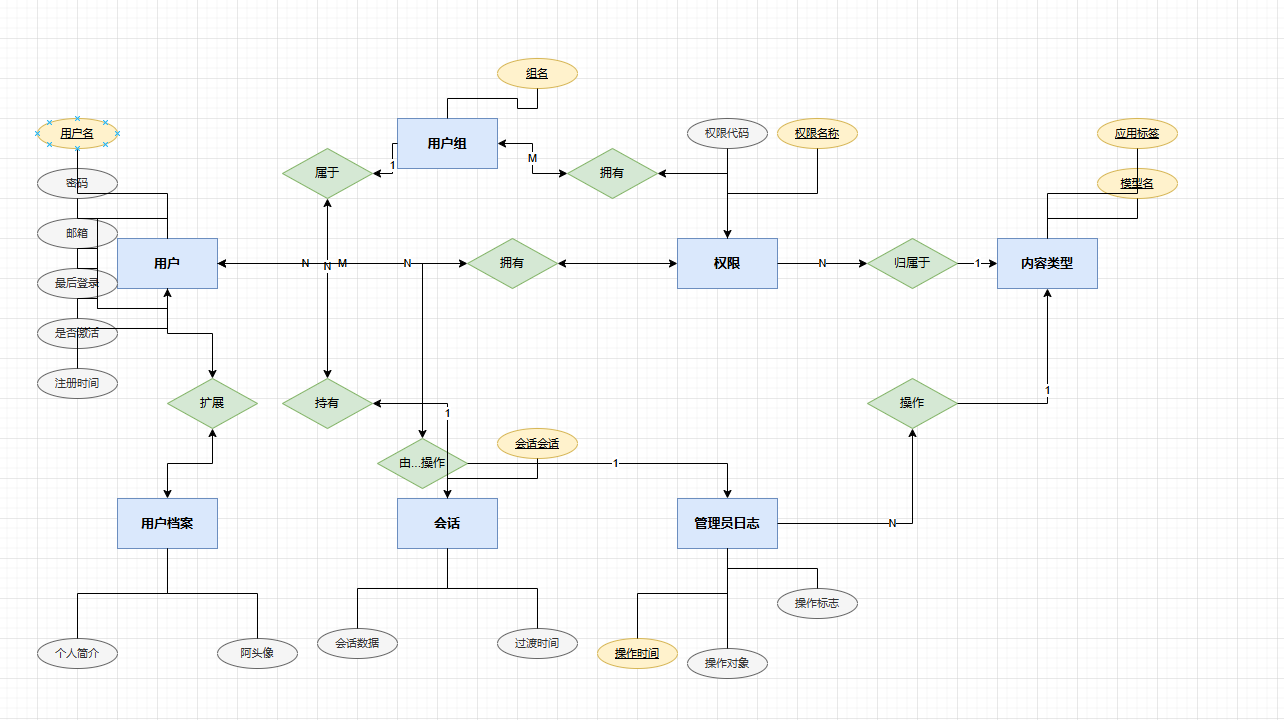 组名
用户名
用户组
权限代码
权限名称
应用标签
M
1
属于
拥有
密码
模型名
邮箱
用户
N
N
M
N
拥有
权限
N
归属于
1
内容类型
最后登录
是否激活
注册时间
扩展
持有
1
操作
1
会话会话
由...操作
1
用户档案
会话
管理员日志
N
操作标志
个人简介
阿头像
会话数据
过渡时间
操作时间
操作对象